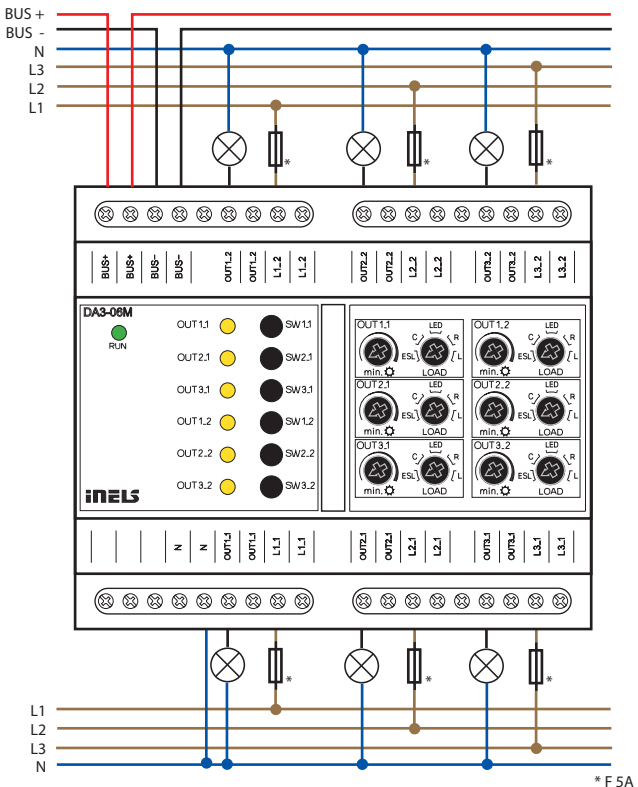 BUS +
BUS -
N
L3
L2
L1
* * *
BUS+ BUS+ BUS- BUS- OUT1_2 OUT1_2 L1_2 L1_2 OUT2_2 OUT2_2 L2_2 L2_2 OUT3_2 OUT3_2 L3_2 L3_2
DA3-06M
RUN
OUT1_1 SW1_1
OUT2_1 SW2_1
OUT3_1 SW3_1
OUT1_2 SW1_2
OUT2_2 SW2_2
OUT3_2 SW3_2
iNELS
OUT1_1 LED
C R
ESL L
min. LOAD
OUT1_2 LED
C R
ESL L
min. LOAD
OUT2_1 LED
C R
ESL L
min. LOAD
OUT2_2 LED
C R
ESL L
min. LOAD
OUT3_1 LED
C R
ESL L
min. LOAD
OUT3_2 LED
C R
ESL L
min. LOAD
N N OUT1_1 OUT1_1 L1_1 L1_1 OUT2_1 OUT2_1 L2_1 L2_1 OUT3_1 OUT3_1 L3_1 L3_1
* * *
L1
L2
L3
N
* F 5A